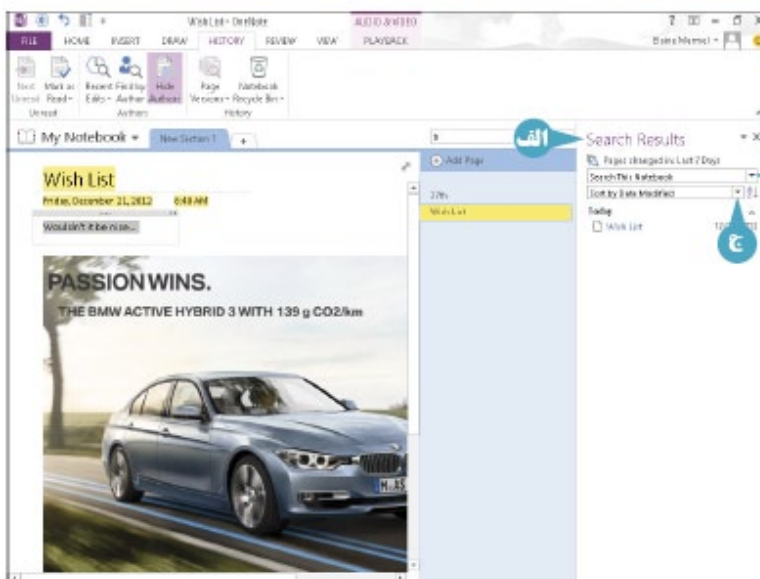 Wish List - OneNote
AUDIO & VIDEO
FILE HOME INSERT DRAW HISTORY REVIEW VIEW PLAYBACK
Next Unread
Mark as Read
Recent Edits
Find by Author
Hide Authors
Page Versions
Notebook Recycle Bin
Unread
Authors
History
My Notebook
New Section 1
Add Page
Wish List
Wish List
Friday, December 21, 2012 6:48 AM
Wouldn't it be nice...
PASSION WINS.
THE BMW ACTIVE HYBRID 3 WITH 139 g CO2/km
الف
Search Results
Pages changed in: Last 7 Days
Search This Notebook
Sort by Date Modified
Today
Wish List
ج